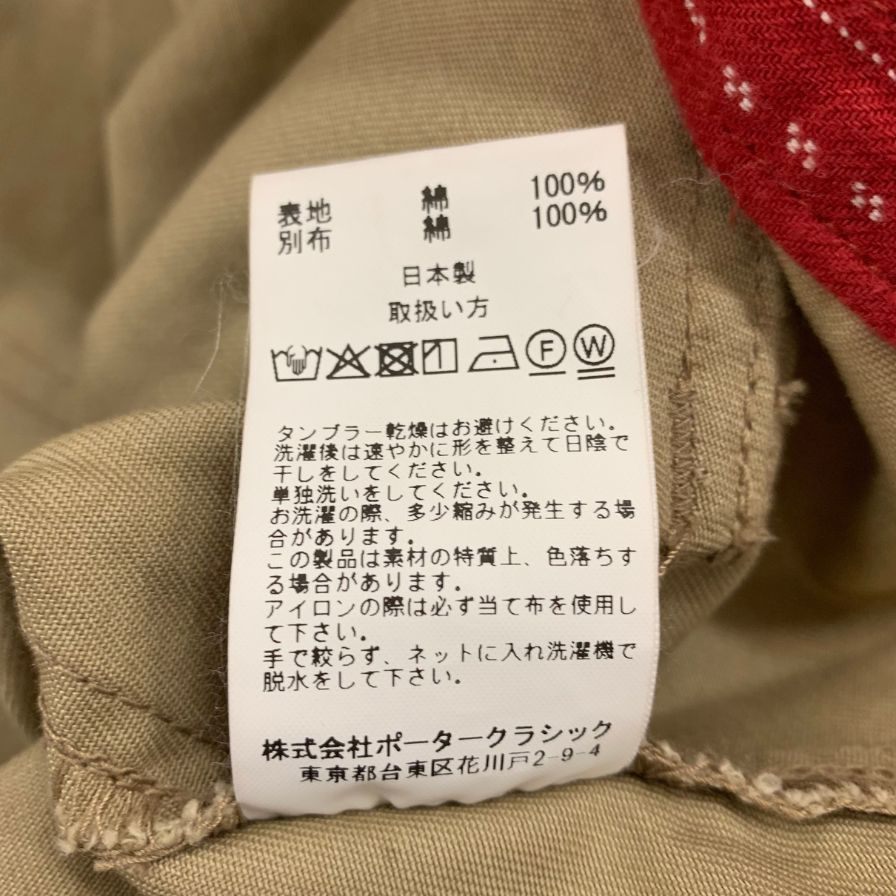 表地 綿 100%
別布 綿 100%
日本製
取扱い方
F W
タンブラー乾燥はお避けください。
洗濯後は速やかに形を整えて日陰で
干しをしてください。
単独洗いをしてください。
お洗濯の際、多少縮みが発生する場
合があります。
この製品は素材の特質上、色落ちす
る場合があります。
アイロンの際は必ず当て布を使用し
て下さい。
手で絞らず、ネットに入れ洗濯機で
脱水をして下さい。
株式会社ポータークラシック
東京都台東区花川戸2-9-4